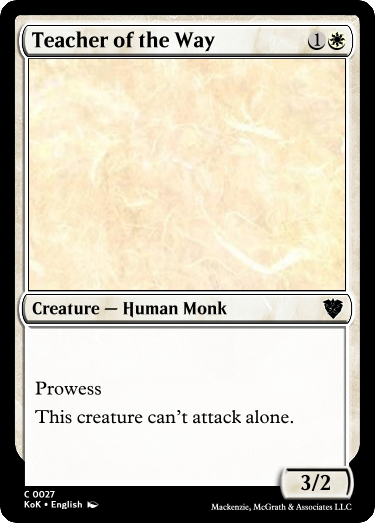 Teacher of the Way 1
Creature — Human Monk
Prowess
This creature can't attack alone.
3/2
C 0027
KoK • English
Mackenzie, McGrath & Associates LLC